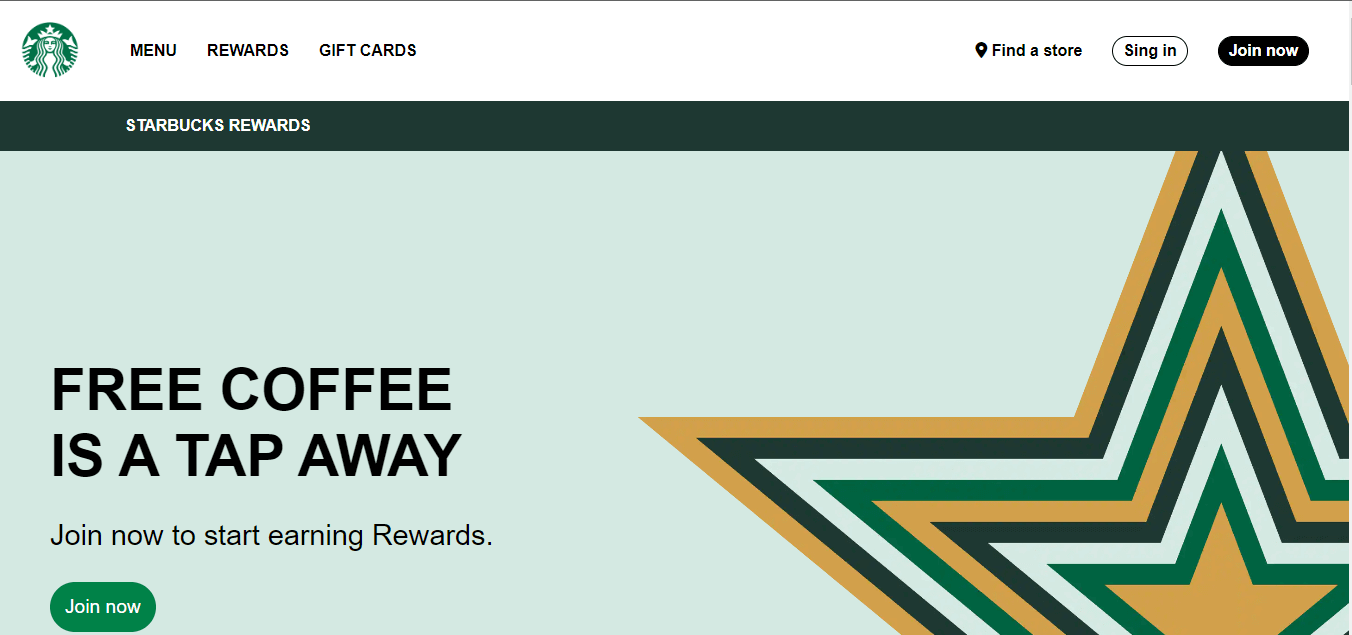 MENU REWARDS GIFT CARDS Find a store Sing in Join now
STARBUCKS REWARDS
FREE COFFEE
IS A TAP AWAY
Join now to start earning Rewards.
Join now